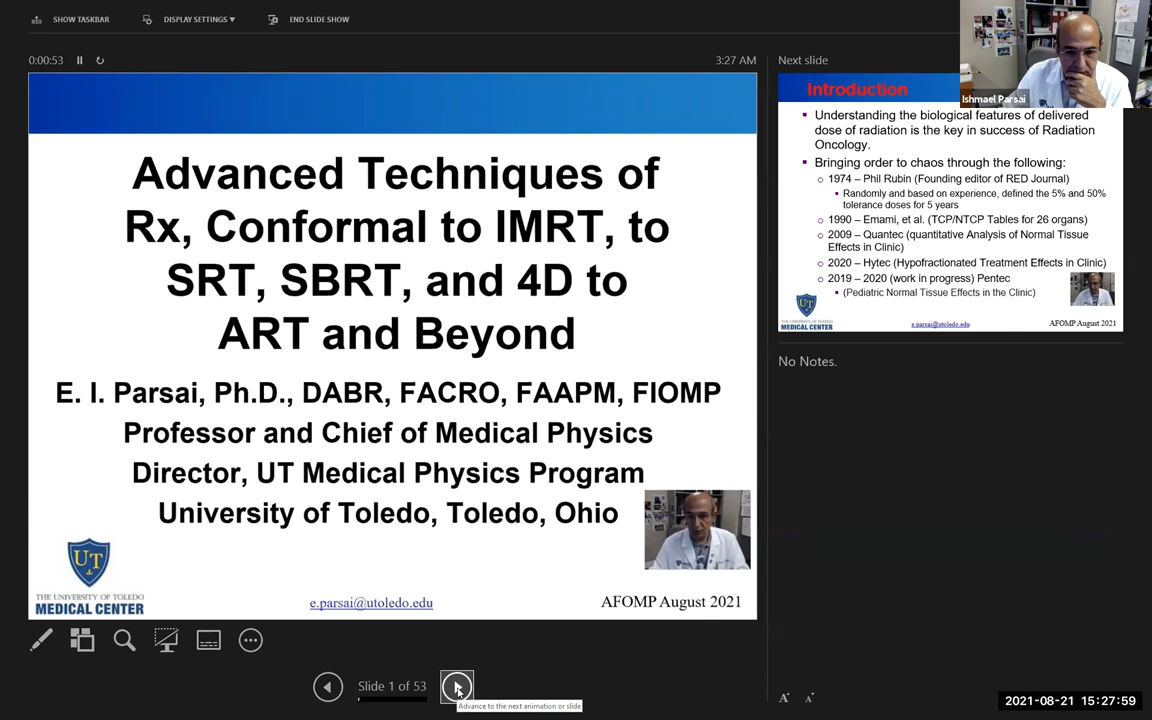 SHOW TASKBAR
DISPLAY SETTINGS ▼
END SLIDE SHOW
0:00:53
3:27 AM
Advanced Techniques of
Rx, Conformal to IMRT, to
SRT, SBRT, and 4D to
ART and Beyond
E. I. Parsai, Ph.D., DABR, FACRO, FAAPM, FIOMP
Professor and Chief of Medical Physics
Director, UT Medical Physics Program
University of Toledo, Toledo, Ohio
UT
THE UNIVERSITY OF TOLEDO
MEDICAL CENTER
e.parsai@utoledo.edu
AFOMP August 2021
Slide 1 of 53
Advance to the next animation or slide
Next slide
Ishmael Parsai
Introduction
Understanding the biological features of delivered
dose of radiation is the key in success of Radiation
Oncology.
Bringing order to chaos through the following:
1974 – Phil Rubin (Founding editor of RED Journal)
Randomly and based on experience, defined the 5% and 50%
tolerance doses for 5 years
1990 – Emami, et al. (TCP/NTCP Tables for 26 organs)
2009 – Quantec (quantitative Analysis of Normal Tissue
Effects in Clinic)
2020 – Hytec (Hypofractionated Treatment Effects in Clinic)
2019 – 2020 (work in progress) Pentec
(Pediatric Normal Tissue Effects in the Clinic)
UT
THE UNIVERSITY OF TOLEDO
MEDICAL CENTER
e.parsai@utoledo.edu
AFOMP August 2021
No Notes.
A A
2021-08-21 15:27:59